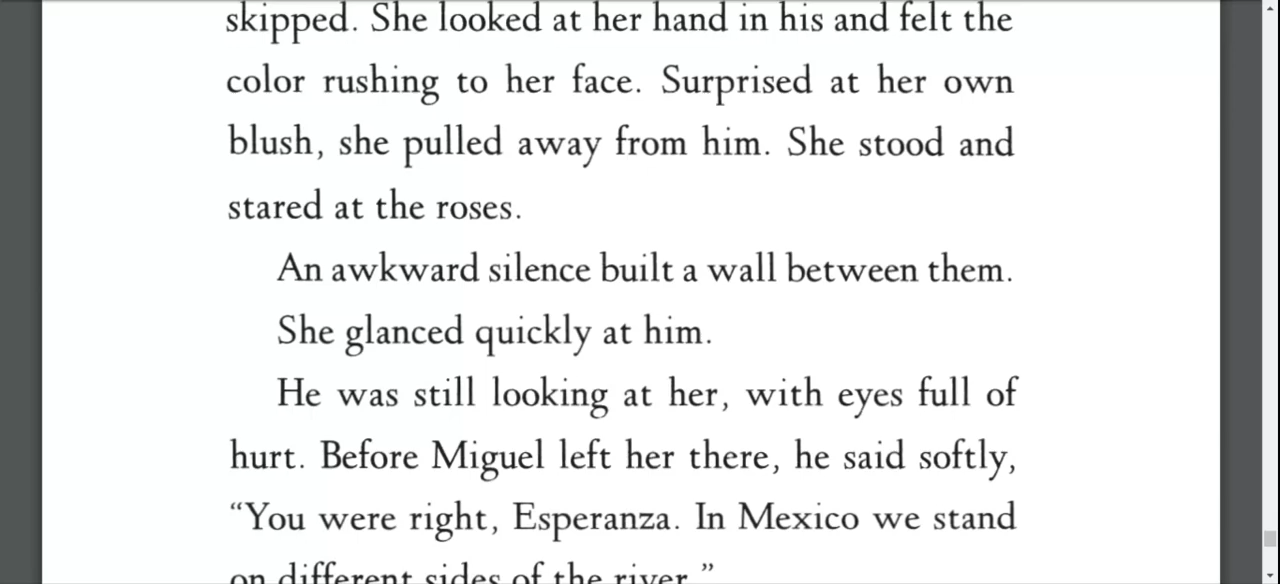 skipped. She looked at her hand in his and felt the
color rushing to her face. Surprised at her own
blush, she pulled away from him. She stood and
stared at the roses.
An awkward silence built a wall between them.
She glanced quickly at him.
He was still looking at her, with eyes full of
hurt. Before Miguel left her there, he said softly,
“You were right, Esperanza. In Mexico we stand
on different sides of the river.”